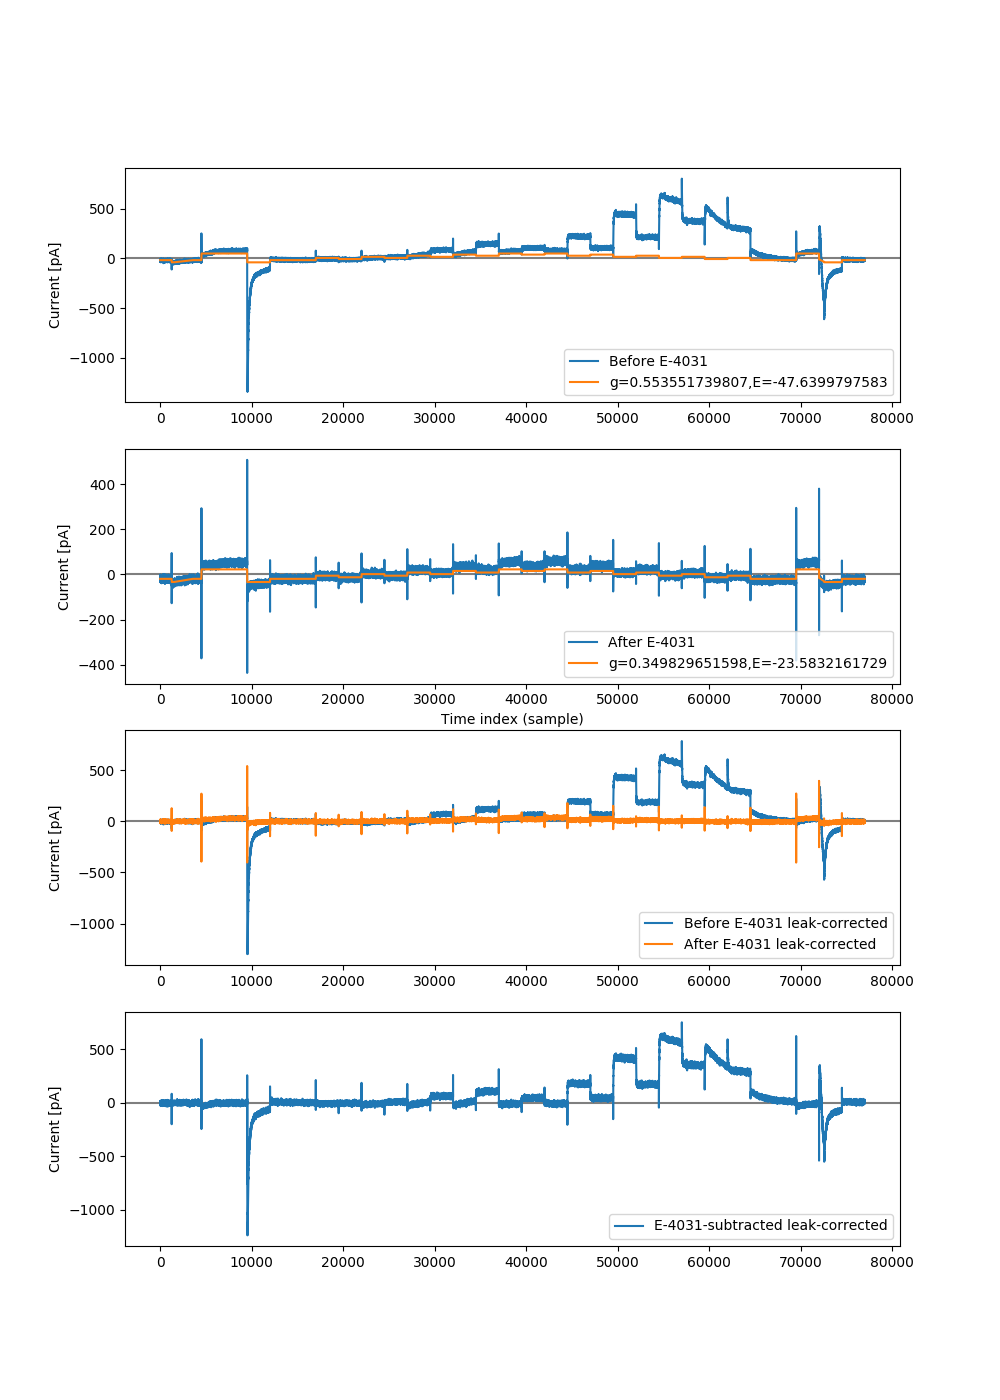 500
0
−500
−1000
Current [pA]
Before E-4031
g=0.553551739807,E=-47.6399797583
0 10000 20000 30000 40000 50000 60000 70000 80000
400
200
0
−200
−400
Current [pA]
After E-4031
g=0.349829651598,E=-23.5832161729
0 10000 20000 30000 40000 50000 60000 70000 80000
Time index (sample)
500
0
−500
−1000
Current [pA]
Before E-4031 leak-corrected
After E-4031 leak-corrected
0 10000 20000 30000 40000 50000 60000 70000 80000
500
0
−500
−1000
Current [pA]
E-4031-subtracted leak-corrected
0 10000 20000 30000 40000 50000 60000 70000 80000